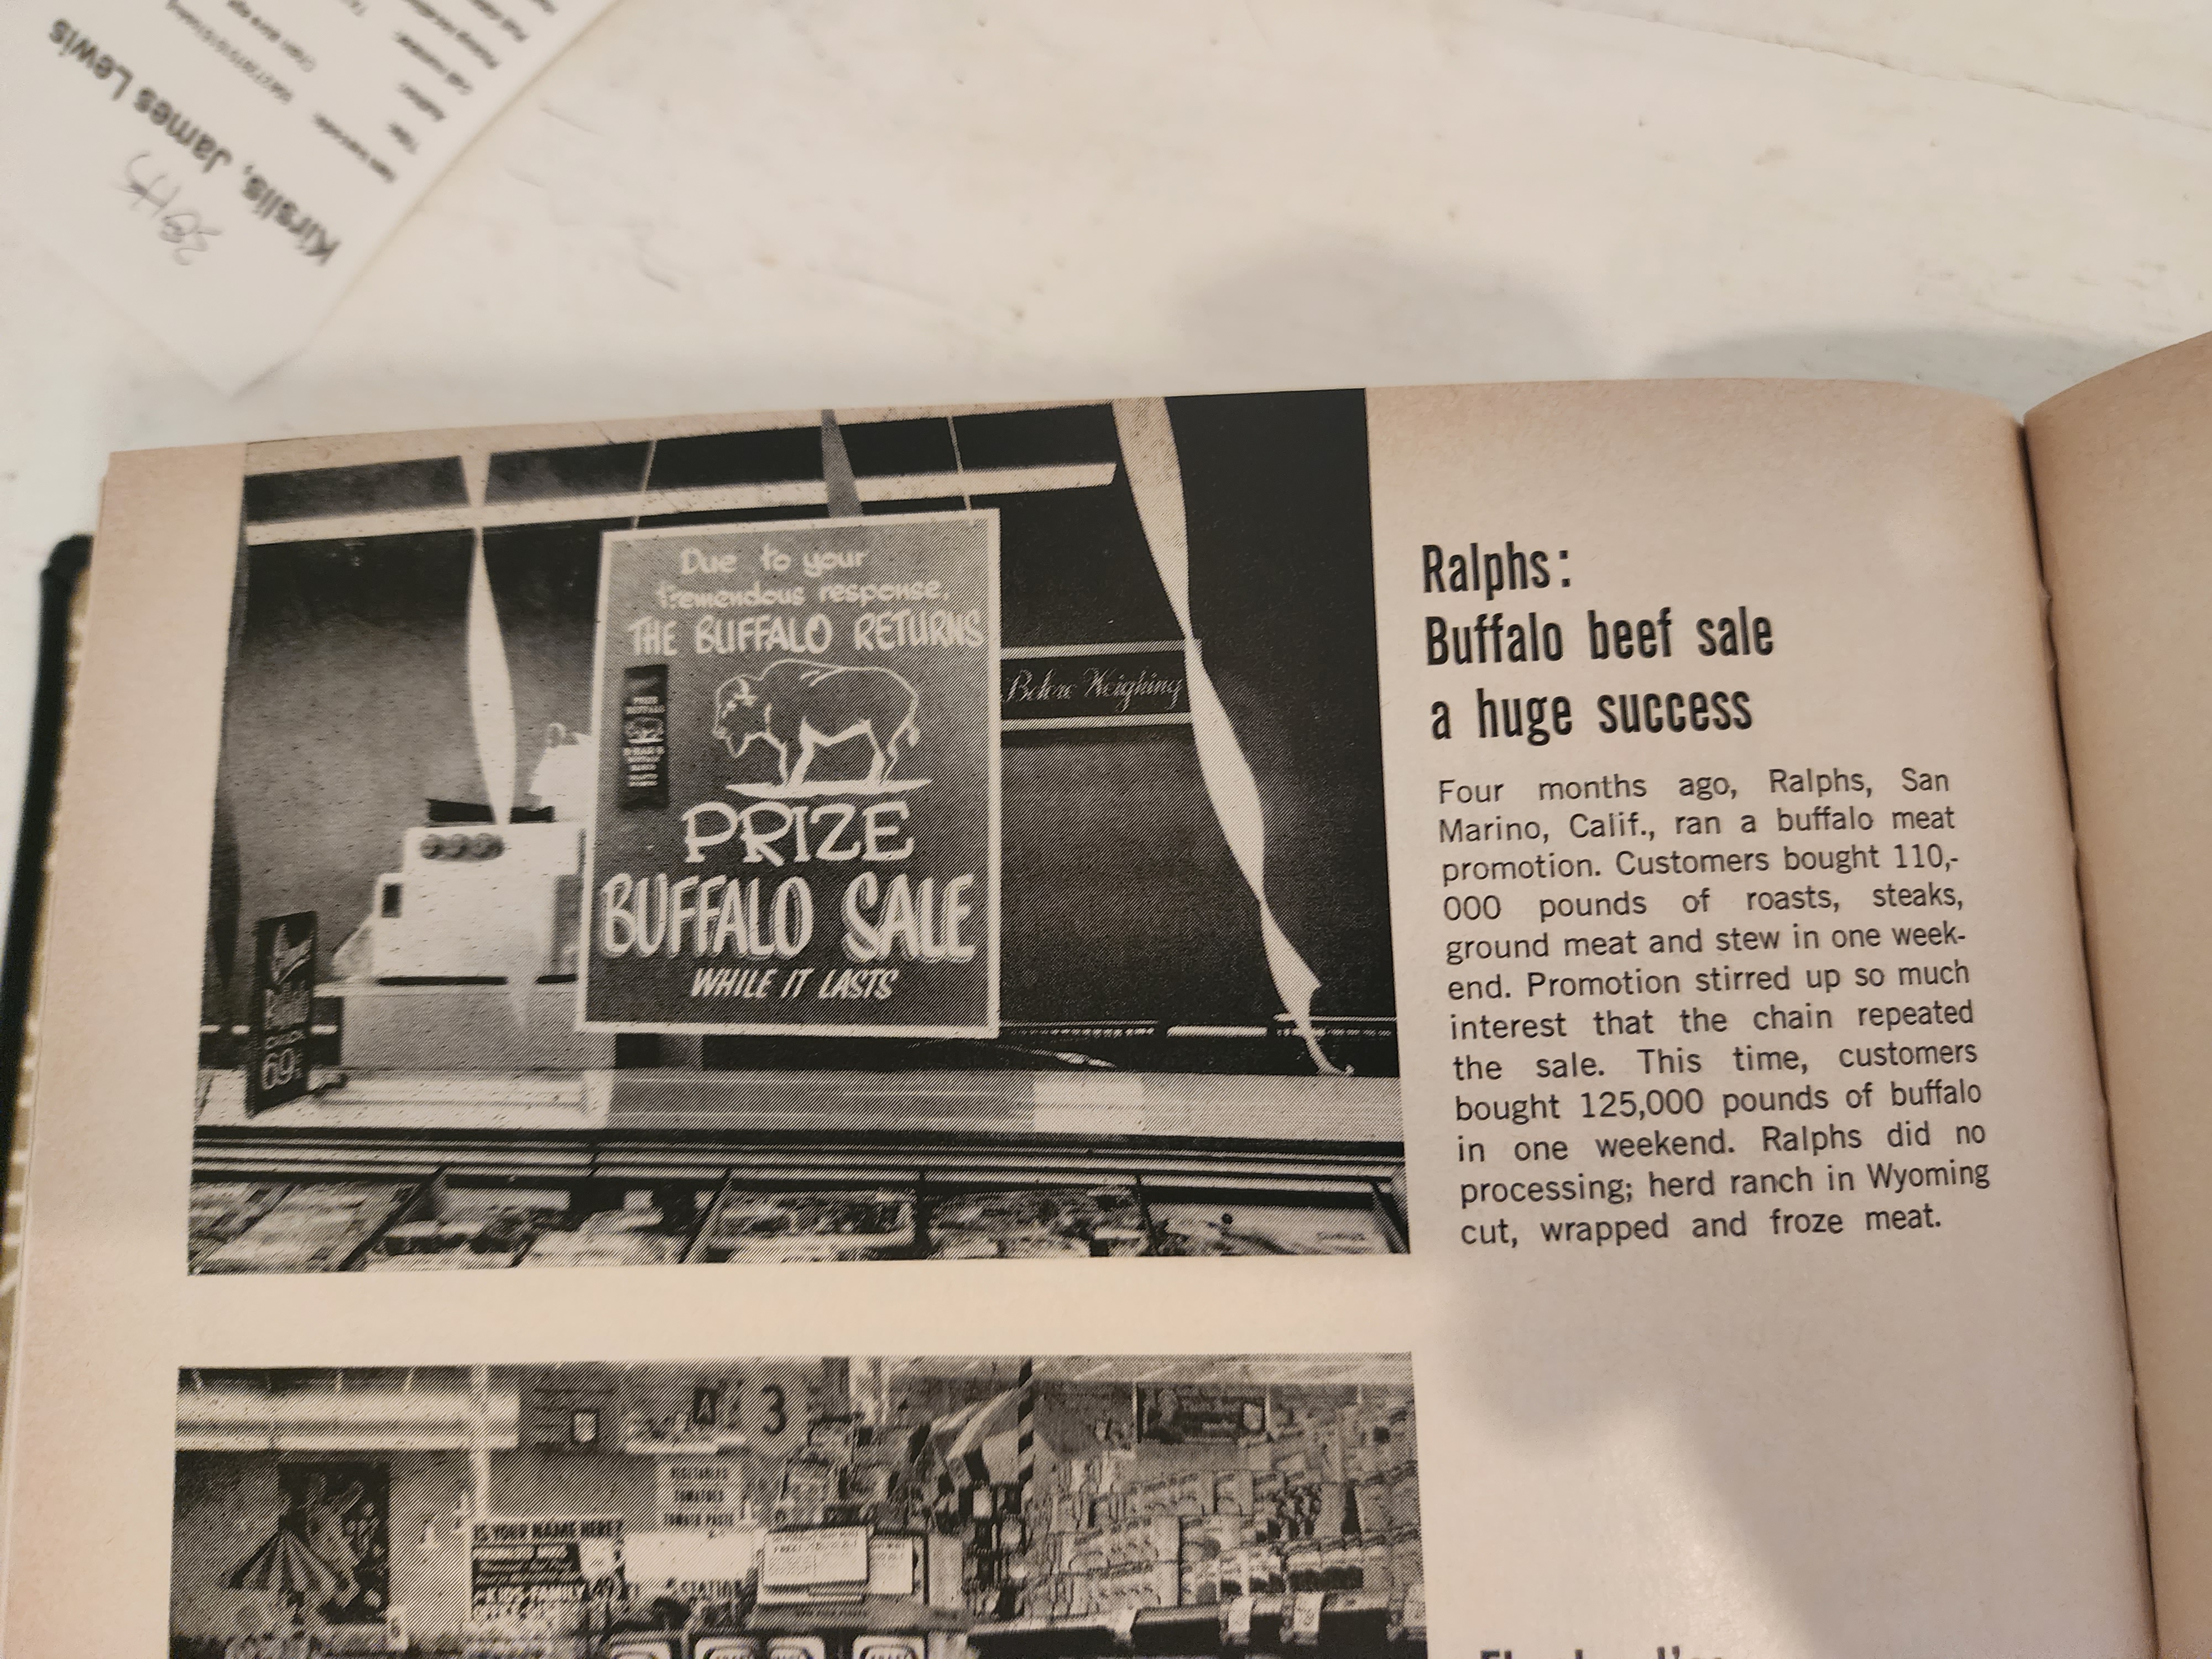 Kirslis, James Lewis
Due to your
tremendous response,
THE BUFFALO RETURNS
PRIZE
BUFFALO SALE
WHILE IT LASTS
Before Weighing
69
Ralphs:
Buffalo beef sale
a huge success
Four months ago, Ralphs, San
Marino, Calif., ran a buffalo meat
promotion. Customers bought 110,-
000 pounds of roasts, steaks,
ground meat and stew in one week-
end. Promotion stirred up so much
interest that the chain repeated
the sale. This time, customers
bought 125,000 pounds of buffalo
in one weekend. Ralphs did no
processing; herd ranch in Wyoming
cut, wrapped and froze meat.
A 3
VEGETABLES
TOMATOES
TOMATO PASTE
IS YOUR NAME HERE?